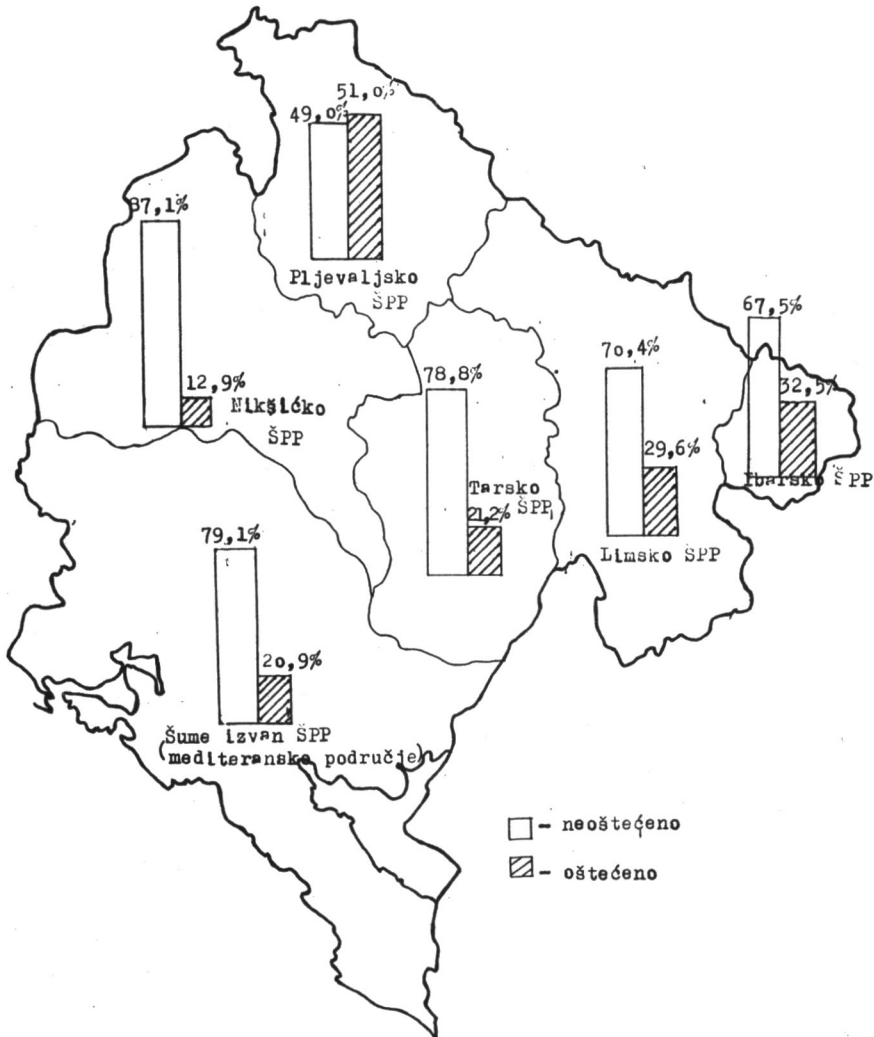 51,0%
49,0%
Pljevaljsko
ŠPP
87,1%
12,9%
Nikšićko
ŠPP
78,8%
Tarsko
ŠPP
21,2%
70,4%
29,6%
Limsko ŠPP
67,5%
32,5%
Ibarsko ŠPP
79,1%
20,9%
Šume izvan ŠPP
(mediteransko područje)
- neoštećeno
- oštećeno